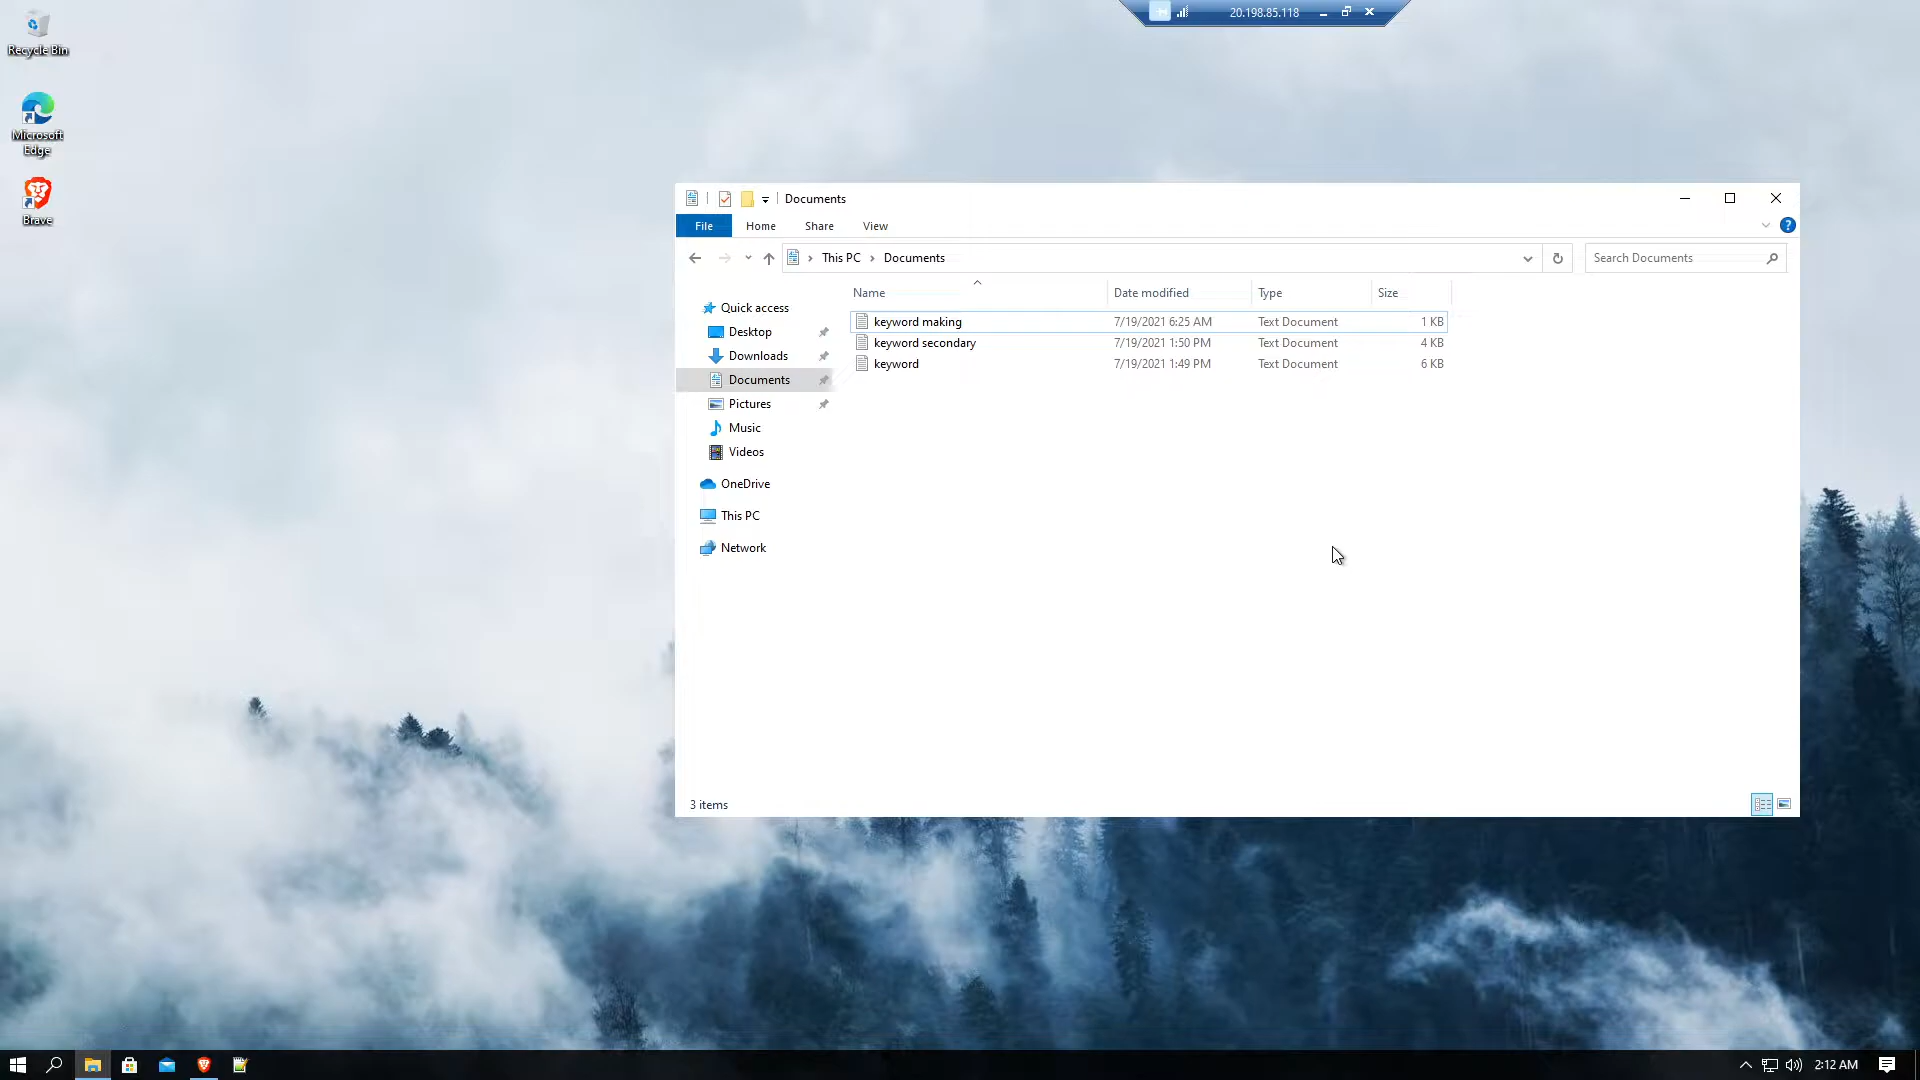 20.198.85.118
Recycle Bin
Microsoft
Edge
Brave
Documents
File Home Share View
This PC Documents Search Documents
Name Date modified Type Size
Quick access
Desktop
Downloads
Documents
Pictures
Music
Videos
OneDrive
This PC
Network
keyword making 7/19/2021 6:25 AM Text Document 1 KB
keyword secondary 7/19/2021 1:50 PM Text Document 4 KB
keyword 7/19/2021 1:49 PM Text Document 6 KB
3 items
2:12 AM